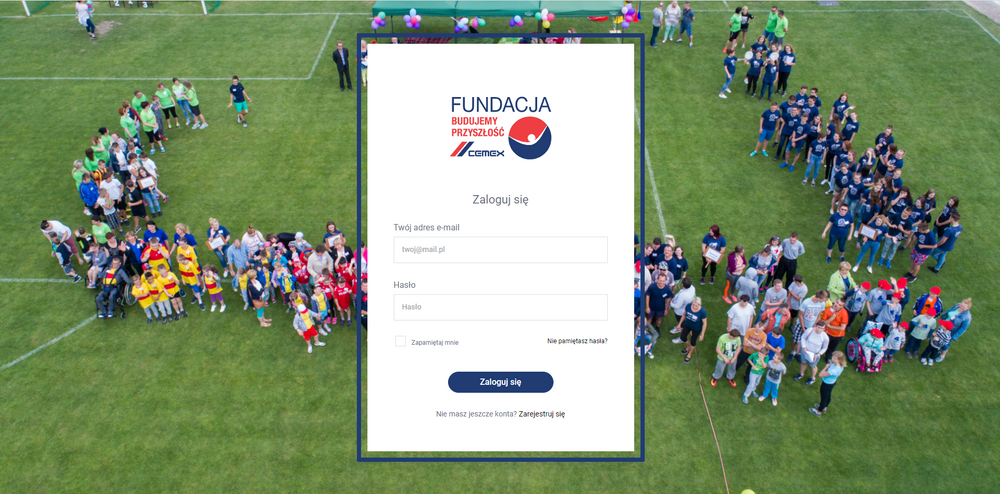 FUNDACJA
BUDUJEMY
PRZYSZŁOŚĆ
CEMEX
Zaloguj się
Twój adres e-mail
twoj@mail.pl
Hasło
Hasło
Zapamiętaj mnie
Nie pamiętasz hasła?
Zaloguj się
Nie masz jeszcze konta? Zarejestruj się